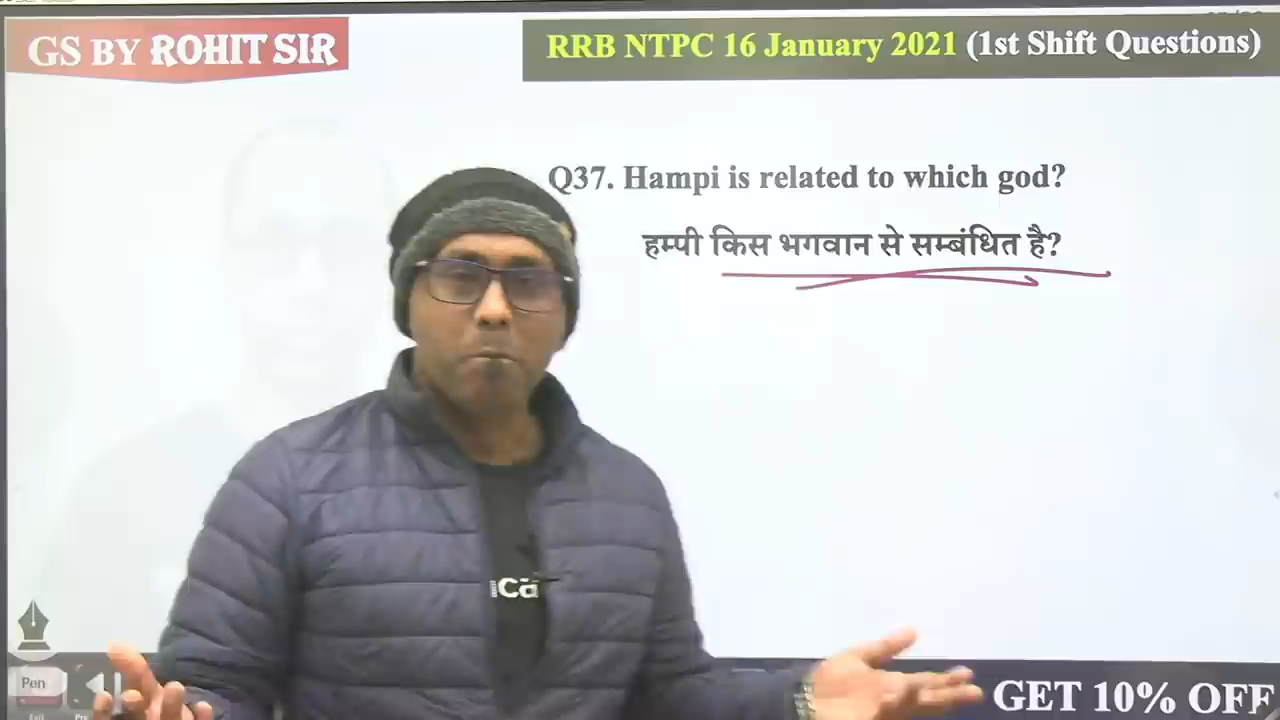 GS BY ROHIT SIR
RRB NTPC 16 January 2021 (1st Shift Questions)
Q37. Hampi is related to which god?
हम्पी किस भगवान से सम्बंधित है?
Pen
GET 10% OFF